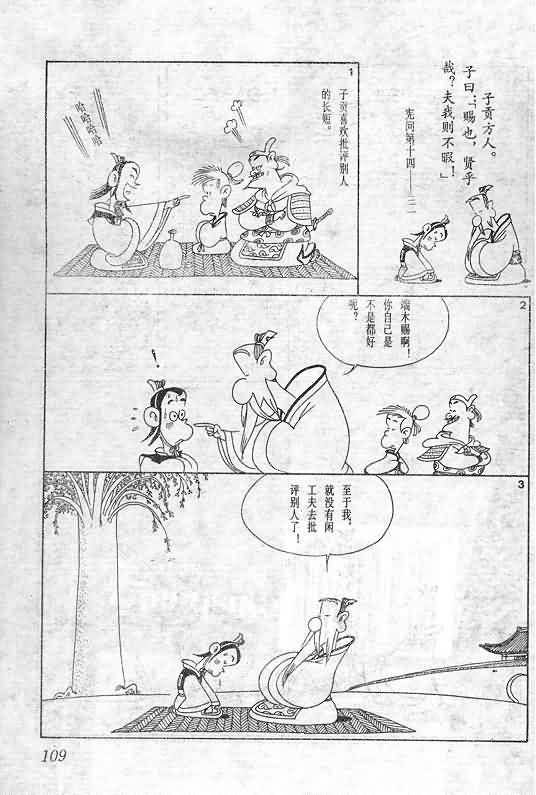 子贡方人。
子曰：「赐也，贤乎
哉？夫我则不暇！」
宪问第十四——
1
子贡喜欢批评别人
的长短。
哈哈哈哈
2
端木赐啊！
你自己是
不是都好
呢？
!
3
至于我，
就没有闲
工夫去批
评别人了！
109